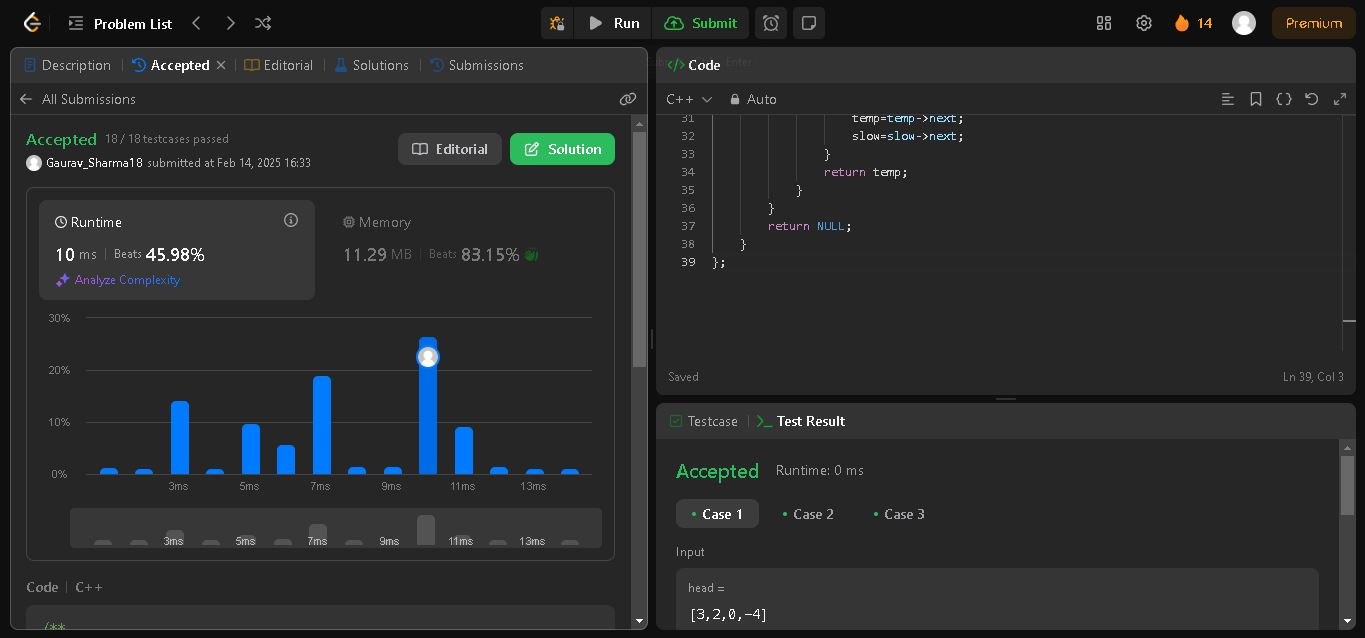 Problem List
Run
Submit
14
Premium
Description
Accepted
Editorial
Solutions
Submissions
All Submissions
Accepted 18 / 18 testcases passed
Gaurav_Sharma18 submitted at Feb 14, 2025 16:33
Editorial
Solution
Runtime
10 ms Beats 45.98%
Analyze Complexity
Memory
11.29 MB Beats 83.15%
30%
20%
10%
0%
3ms 5ms 7ms 9ms 11ms 13ms
3ms 5ms 7ms 9ms 11ms 13ms
Code C++
/**
</> Code
Enter
C++ Auto
31 temp=temp->next;
32 slow=slow->next;
33 }
34 return temp;
35 }
36 }
37 return NULL;
38 }
39 };
Saved
Ln 39, Col 3
Testcase
>_ Test Result
Accepted Runtime: 0 ms
• Case 1 • Case 2 • Case 3
Input
head =
[3,2,0,-4]